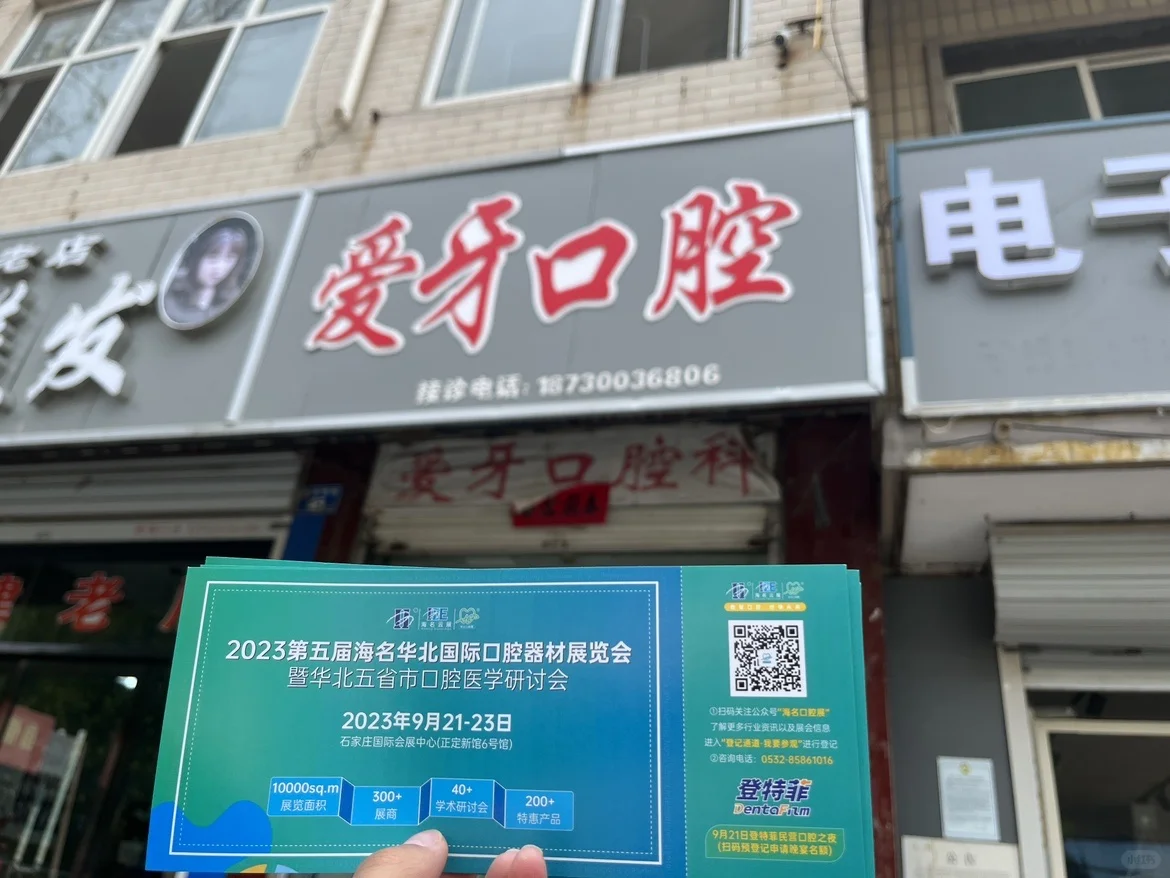 老店
发
爱牙口腔
接诊电话：18730036806
电子
爱牙口腔科
老
2023第五届海名华北国际口腔器材展览会
暨华北五省市口腔医学研讨会
2023年9月21-23日
石家庄国际会展中心(正定新馆6号馆)
10000sq.m
展览面积
300+
展商
40+
学术研讨会
200+
特惠产品
①扫码关注公众号"海名口腔展"
了解更多行业资讯以及展会信息
进入"登记通道-我要参观"进行登记
②咨询电话：0532-85861016
登特菲
DentaFilm
9月21日登特菲民营口腔之夜
(扫码预登记申请晚宴名额)